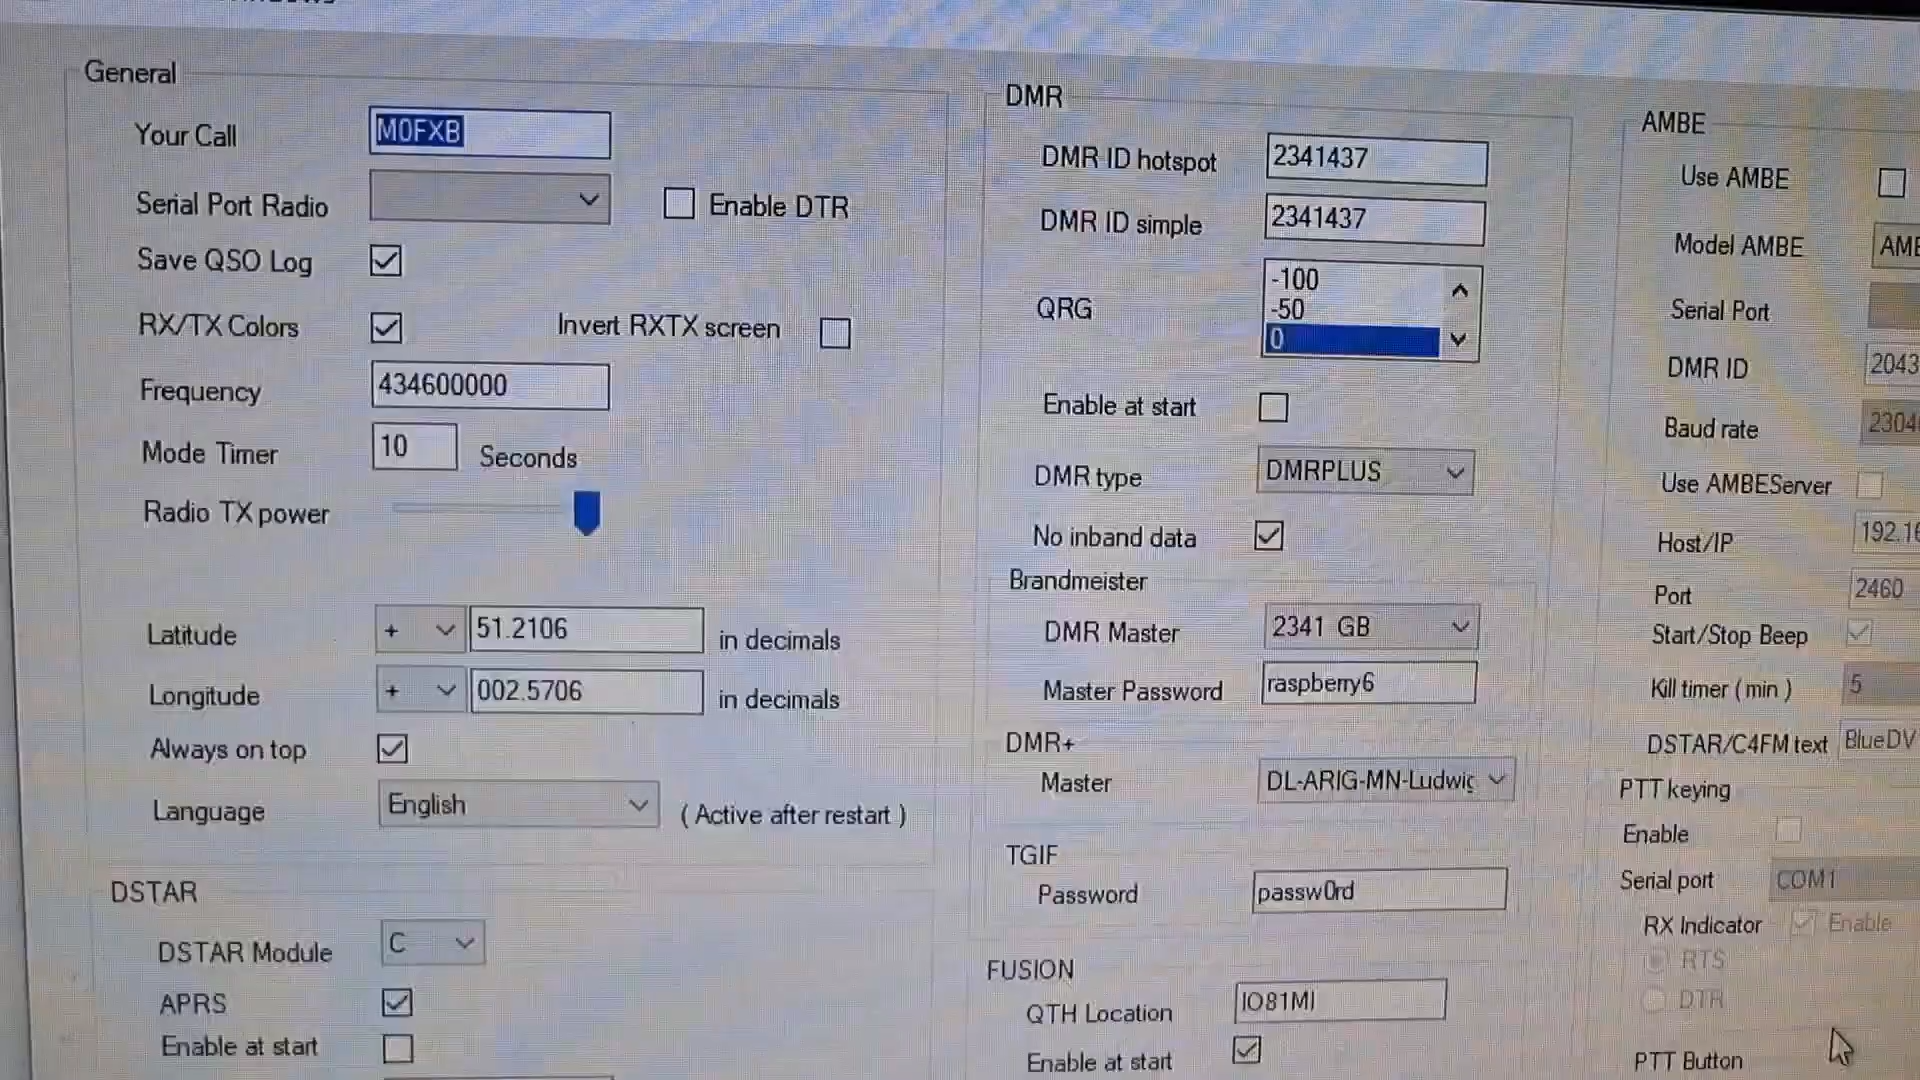 General
Your Call M0FXB
Serial Port Radio
Enable DTR
Save QSO Log
RX/TX Colors
Invert RXTX screen
Frequency 434600000
Mode Timer 10 Seconds
Radio TX power
Latitude + 51.2106 in decimals
Longitude + 002.5706 in decimals
Always on top
Language English ( Active after restart )
DSTAR
DSTAR Module C
APRS
Enable at start
DMR
DMR ID hotspot 2341437
DMR ID simple 2341437
QRG
-100
-50
0
Enable at start
DMR type DMRPLUS
No inband data
Brandmeister
DMR Master 2341 GB
Master Password raspberry6
DMR+
Master DL-ARIG-MN-Ludwig
TGIF
Password passw0rd
FUSION
QTH Location IO81MI
Enable at start
AMBE
Use AMBE
Model AMBE AMB
Serial Port
DMR ID 2043
Baud rate 2304
Use AMBEServer
Host/IP 192.16
Port 2460
Start/Stop Beep
Kill timer ( min ) 5
DSTAR/C4FM text BlueDV
PTT keying
Enable
Serial port COM1
RX Indicator Enable
RTS
DTR
PTT Button